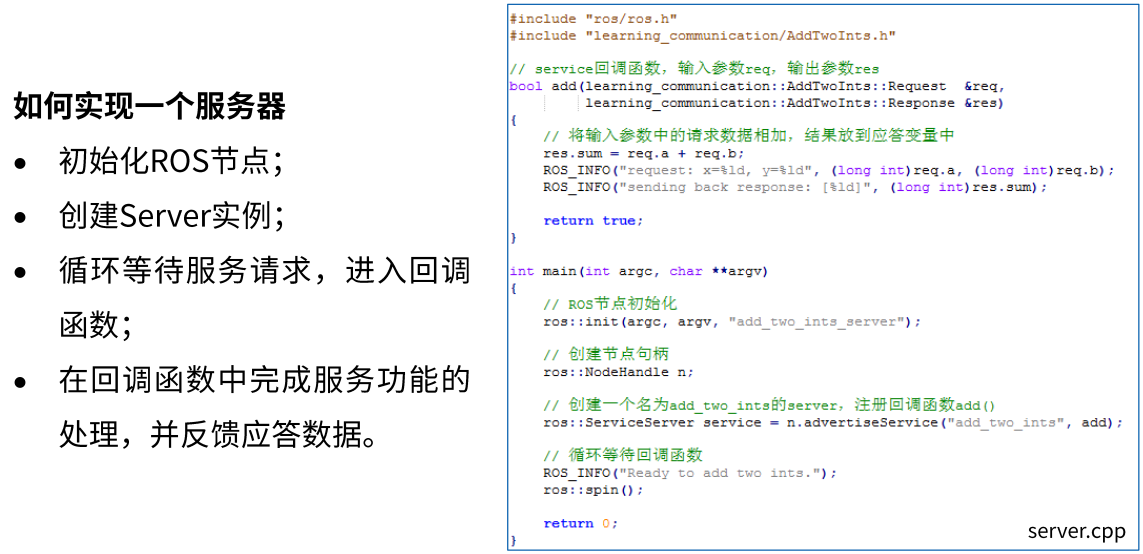 如何实现一个服务器
• 初始化ROS节点；
• 创建Server实例；
• 循环等待服务请求，进入回调
函数；
• 在回调函数中完成服务功能的
处理，并反馈应答数据。
#include "ros/ros.h"
#include "learning_communication/AddTwoInts.h"
// service回调函数，输入参数req，输出参数res
bool add(learning_communication::AddTwoInts::Request  &req,
         learning_communication::AddTwoInts::Response &res)
{
    // 将输入参数中的请求数据相加，结果放到应答变量中
    res.sum = req.a + req.b;
    ROS_INFO("request: x=%ld, y=%ld", (long int)req.a, (long int)req.b);
    ROS_INFO("sending back response: [%ld]", (long int)res.sum);
    return true;
}
int main(int argc, char **argv)
{
    // ROS节点初始化
    ros::init(argc, argv, "add_two_ints_server");
    // 创建节点句柄
    ros::NodeHandle n;
    // 创建一个名为add_two_ints的server，注册回调函数add()
    ros::ServiceServer service = n.advertiseService("add_two_ints", add);
    // 循环等待回调函数
    ROS_INFO("Ready to add two ints.");
    ros::spin();
    return 0;
}
server.cpp